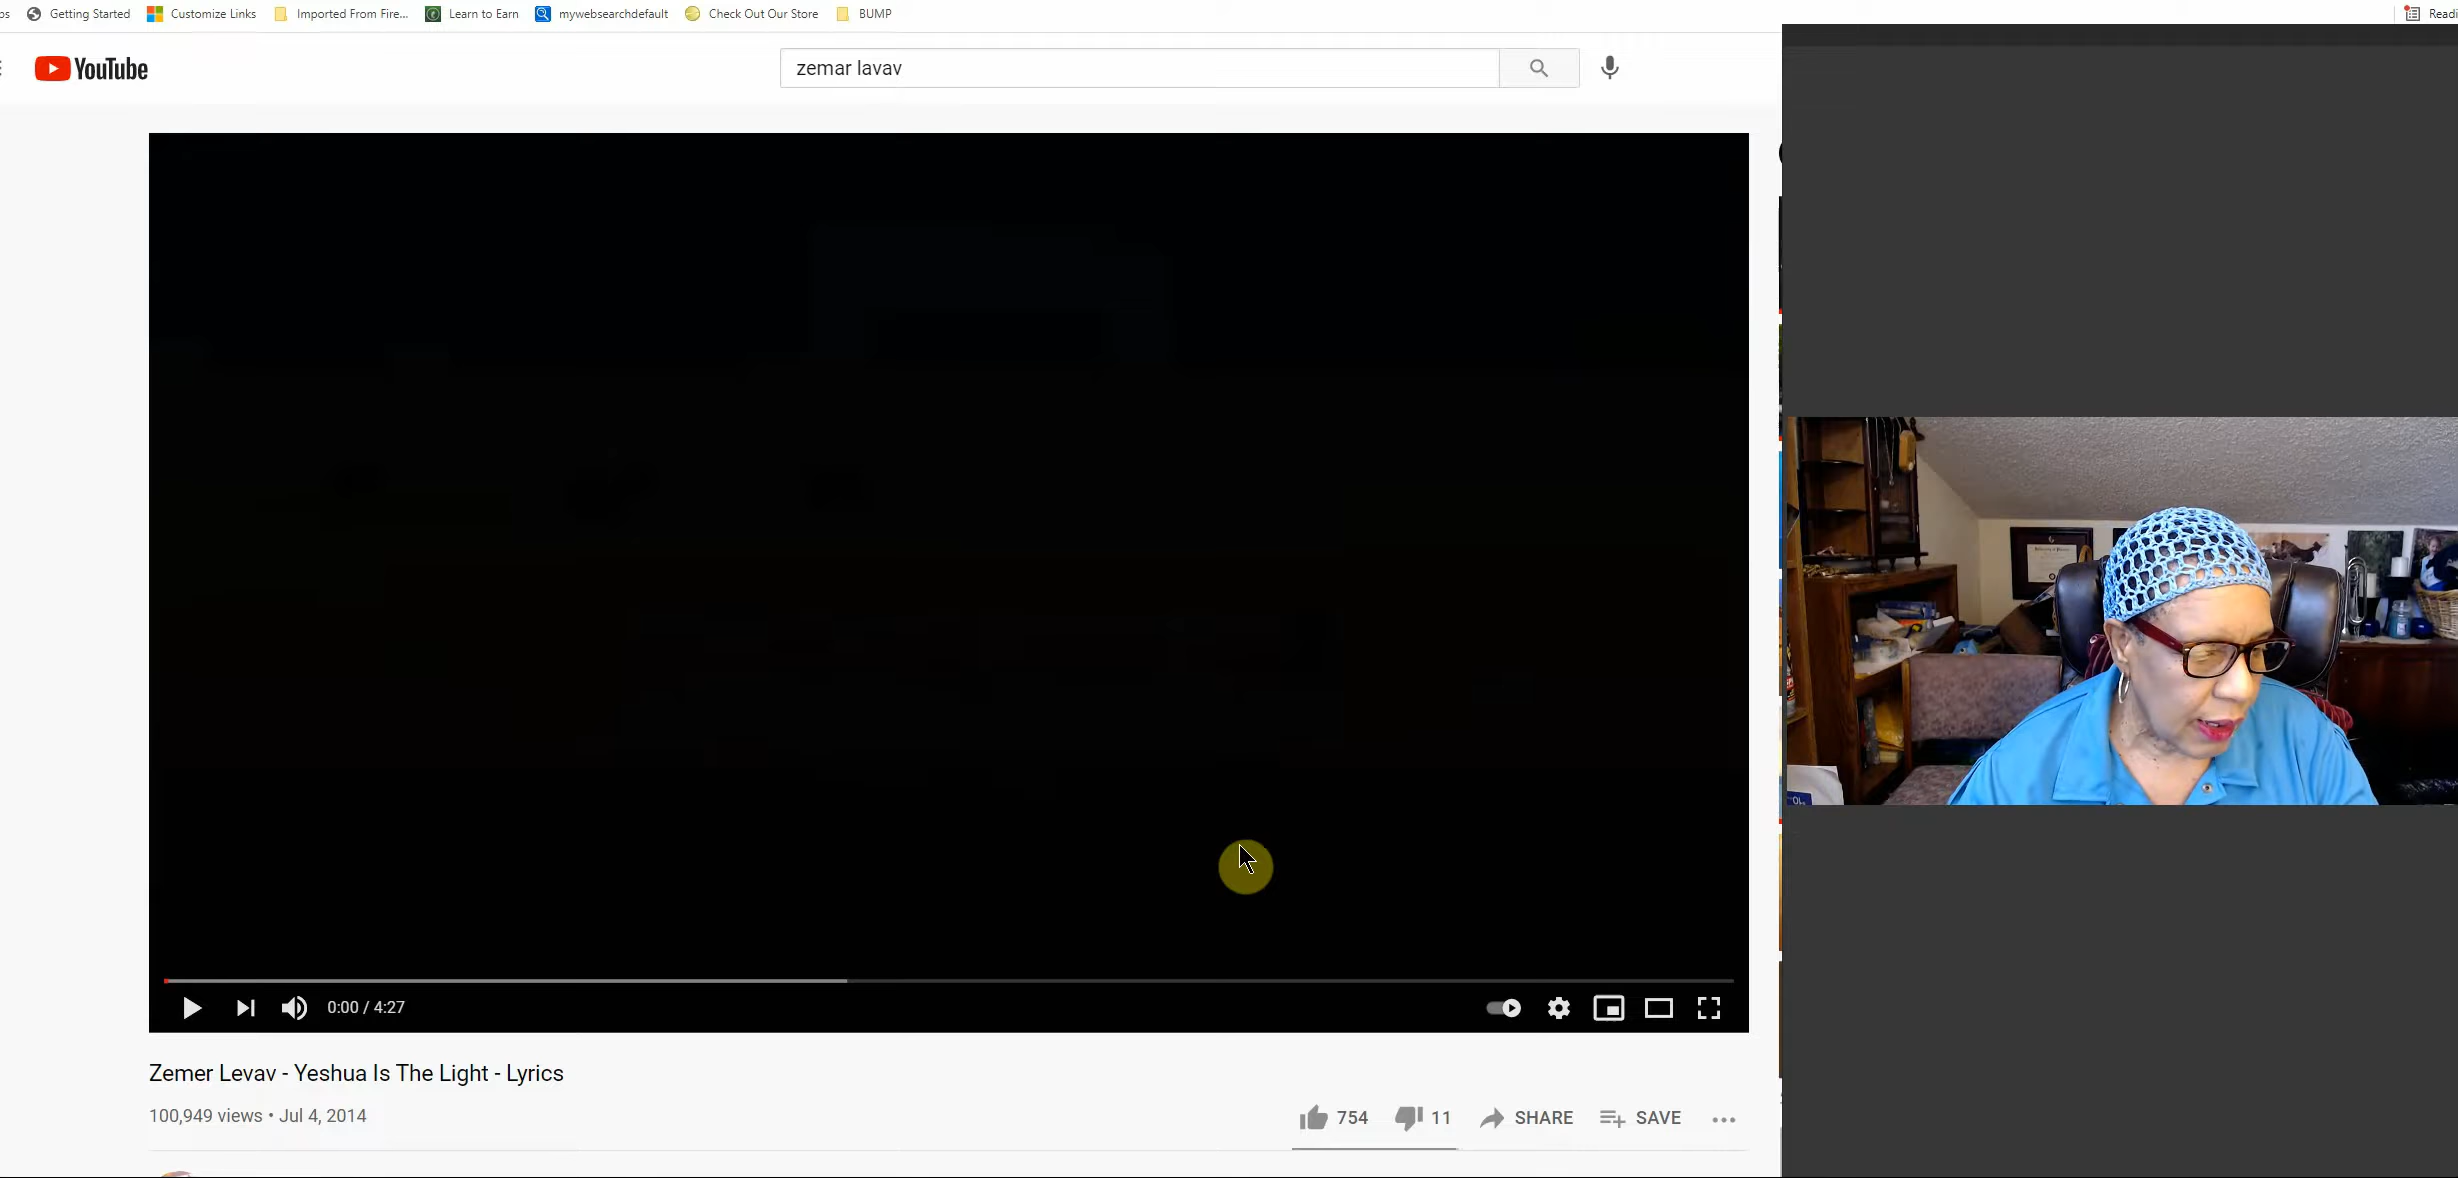 ps Getting Started Customize Links Imported From Fire... Learn to Earn mywebsearchdefault Check Out Our Store BUMP Readi
YouTube zemar lavav
0:00 / 4:27
Zemer Levav - Yeshua Is The Light - Lyrics
100,949 views • Jul 4, 2014 754 11 SHARE SAVE